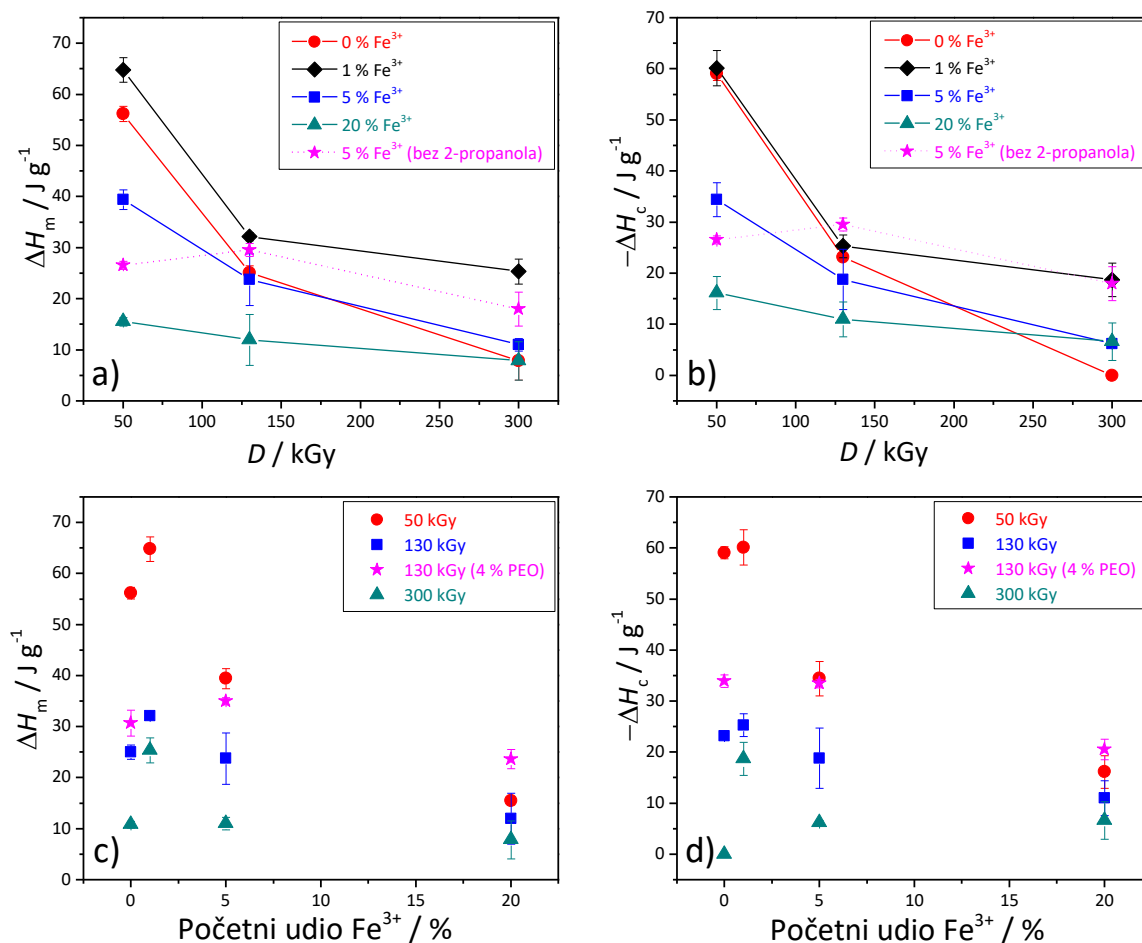 70
60
50
40
30
20
10
0
ΔHm / J g⁻¹
0 % Fe³⁺
1 % Fe³⁺
5 % Fe³⁺
20 % Fe³⁺
5 % Fe³⁺ (bez 2-propanola)
a)
50 100 150 200 250 300
D / kGy
-70
60
50
40
30
20
10
0
−ΔHc / J g⁻¹
0 % Fe³⁺
1 % Fe³⁺
5 % Fe³⁺
20 % Fe³⁺
5 % Fe³⁺ (bez 2-propanola)
b)
50 100 150 200 250 300
D / kGy
70
60
50
40
30
20
10
0
ΔHm / J g⁻¹
50 kGy
130 kGy
130 kGy (4 % PEO)
300 kGy
c)
0 5 10 15 20
Početni udio Fe³⁺ / %
-70
60
50
40
30
20
10
0
−ΔHc / J g⁻¹
50 kGy
130 kGy
130 kGy (4 % PEO)
300 kGy
d)
0 5 10 15 20
Početni udio Fe³⁺ / %